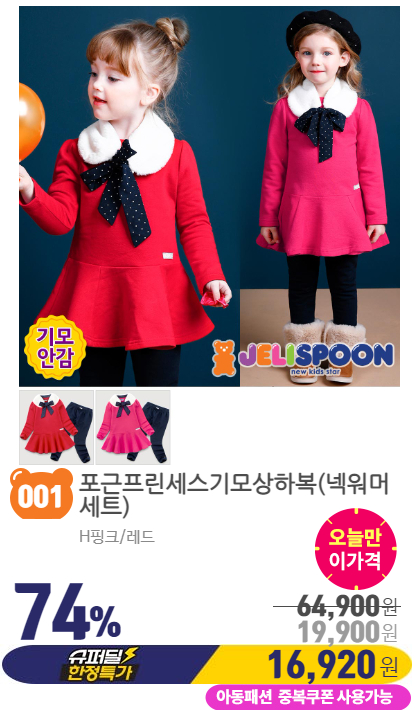 기모
안감
JELISPOON
new kids star
001
포근프린세스기모상하복(넥워머
세트)
H핑크/레드
오늘만
이가격
74%
64,900원
19,900원
슈퍼딜
한정특가
16,920원
아동패션 중복쿠폰 사용가능